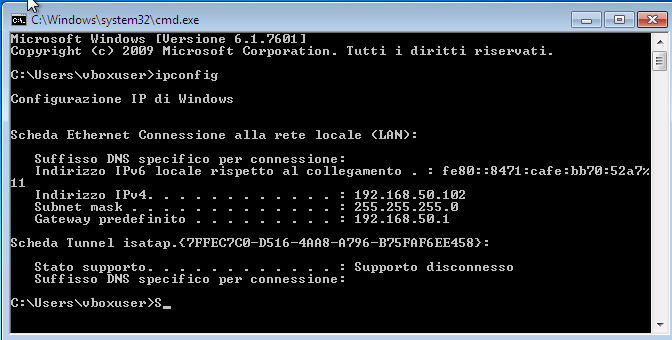 C:\Windows\system32\cmd.exe
Microsoft Windows [Versione 6.1.7601]
Copyright (c) 2009 Microsoft Corporation. Tutti i diritti riservati.
C:\Users\vboxuser>ipconfig
Configurazione IP di Windows
Scheda Ethernet Connessione alla rete locale (LAN):
Suffisso DNS specifico per connessione:
Indirizzo IPv6 locale rispetto al collegamento . : fe80::8471:cafe:bb70:52a7%
11
Indirizzo IPv4. . . . . . . . . . . . : 192.168.50.102
Subnet mask . . . . . . . . . . . . . : 255.255.255.0
Gateway predefinito . . . . . . . . . : 192.168.50.1
Scheda Tunnel isatap.{7FFEC7C0-D516-4AA8-A796-B75FAF6EE458}:
Stato supporto. . . . . . . . . . . . : Supporto disconnesso
Suffisso DNS specifico per connessione:
C:\Users\vboxuser>S_